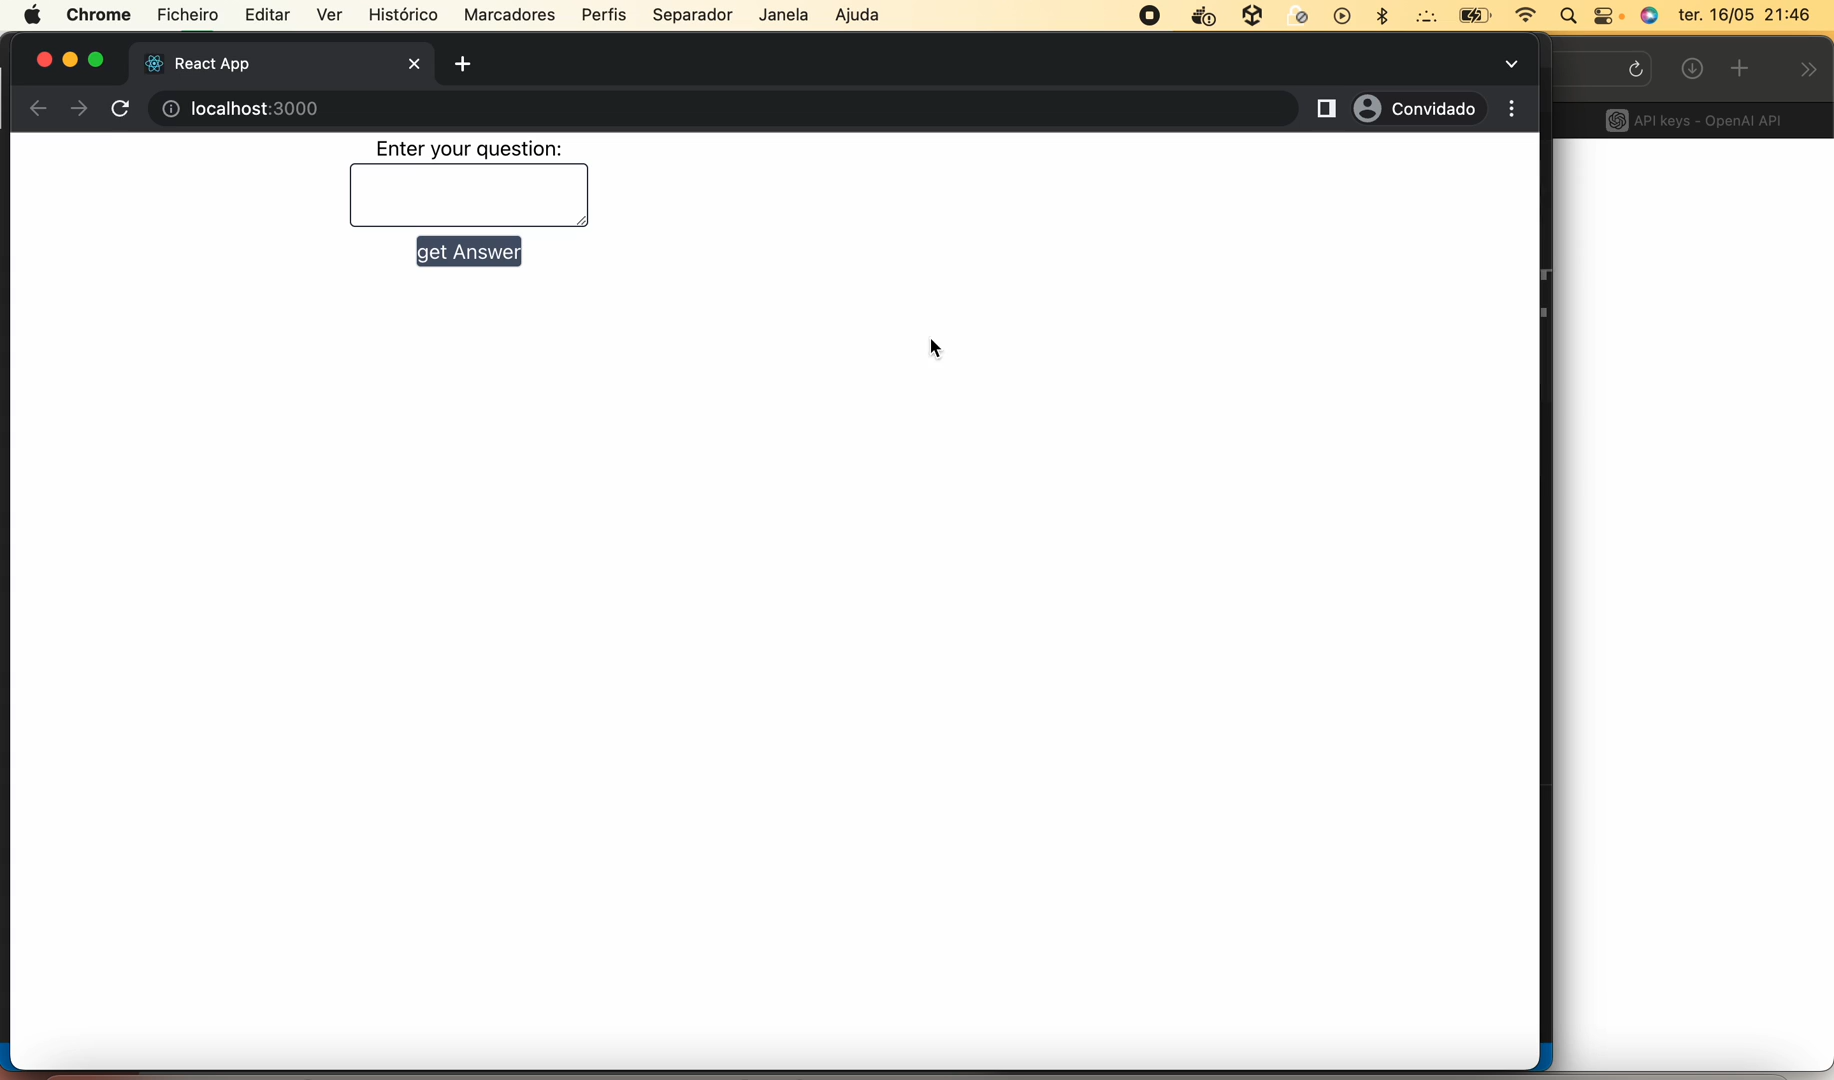 Chrome Ficheiro Editar Ver Histórico Marcadores Perfis Separador Janela Ajuda ter. 16/05 21:46
React App
localhost:3000 Convidado
API keys - OpenAI API
Enter your question:
get Answer